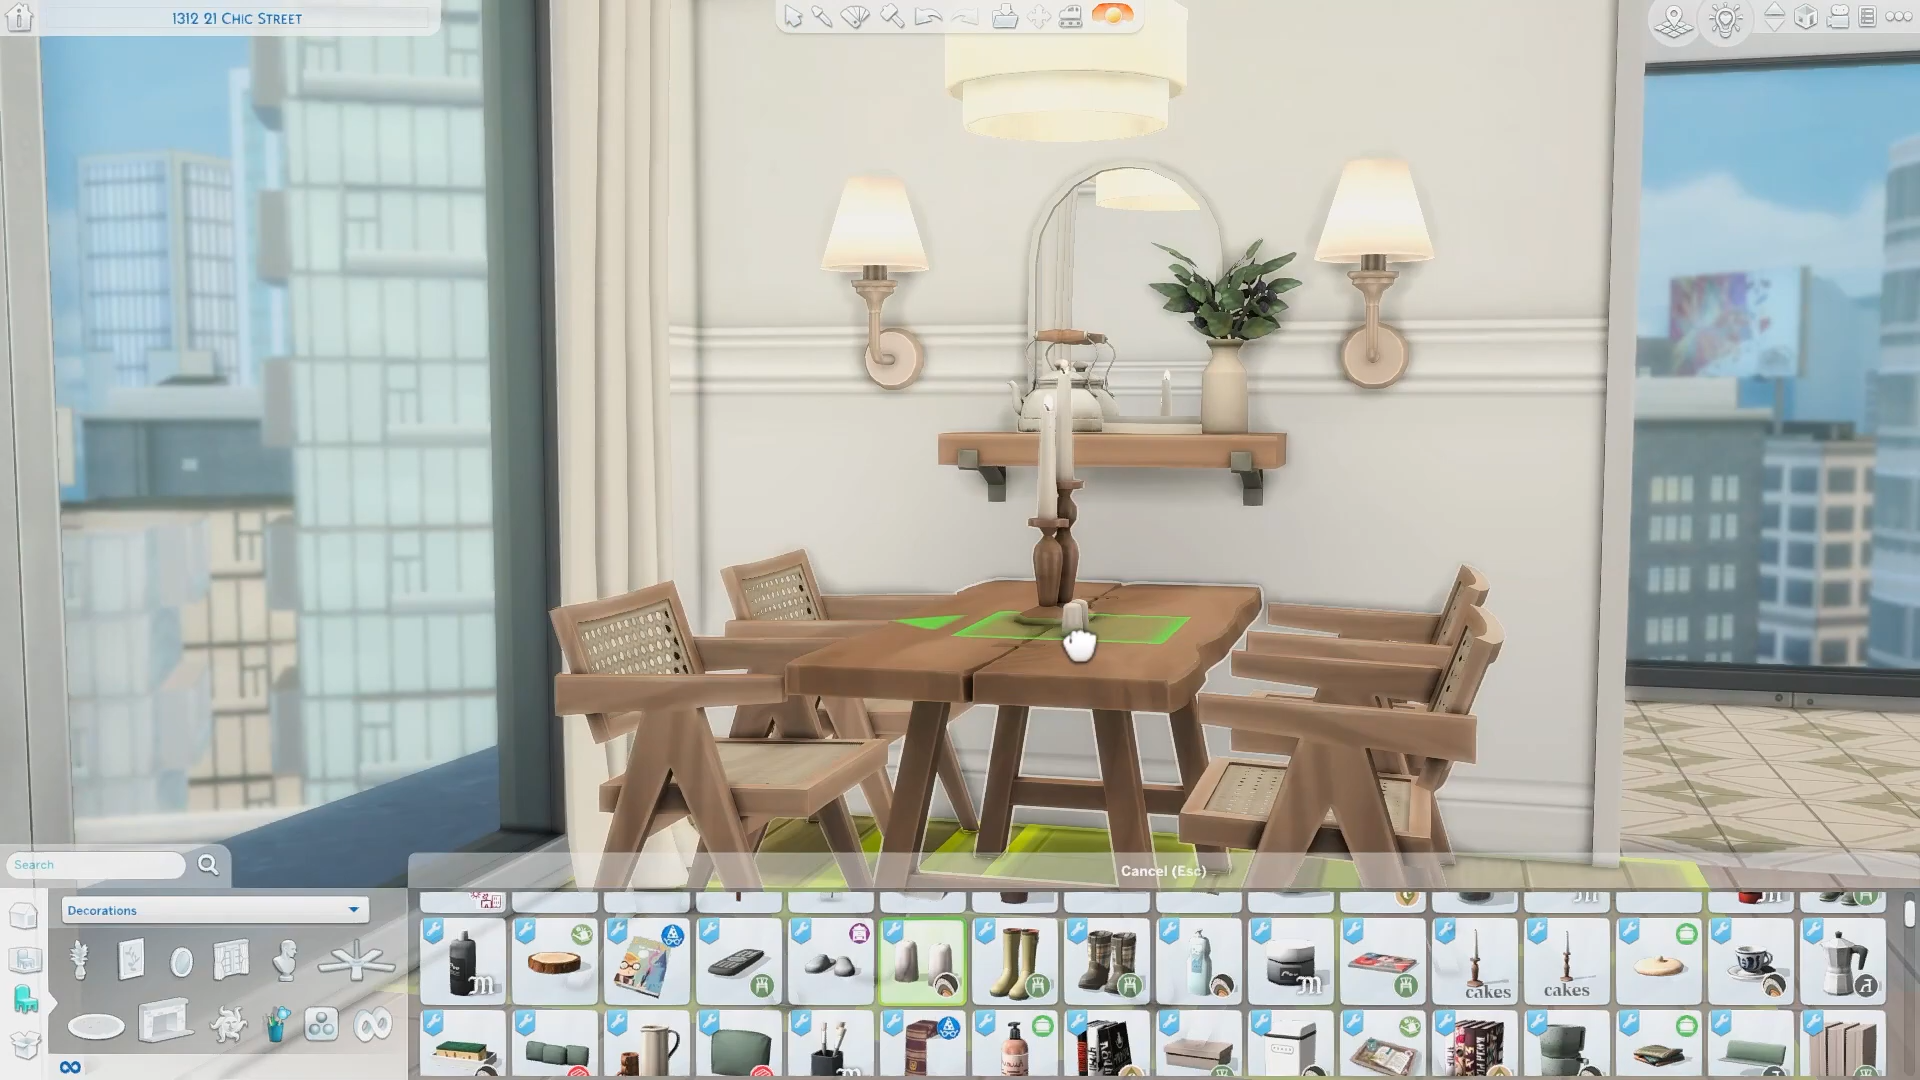 1312 21 Chic Street
Cancel (Esc)
Search
Decorations
cakes
cakes